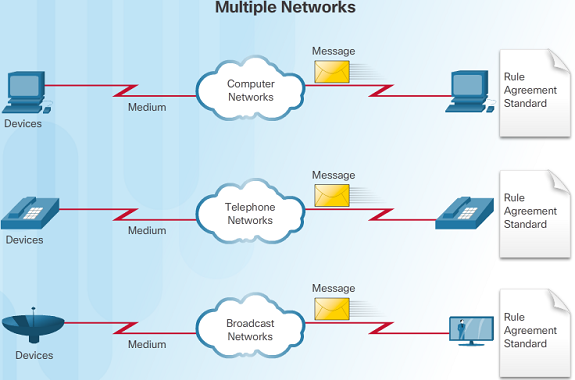 Multiple Networks
Message
Computer
Networks
Rule
Agreement
Standard
Medium
Devices
Message
Telephone
Networks
Rule
Agreement
Standard
Medium
Devices
Message
Broadcast
Networks
Rule
Agreement
Standard
Medium
Devices